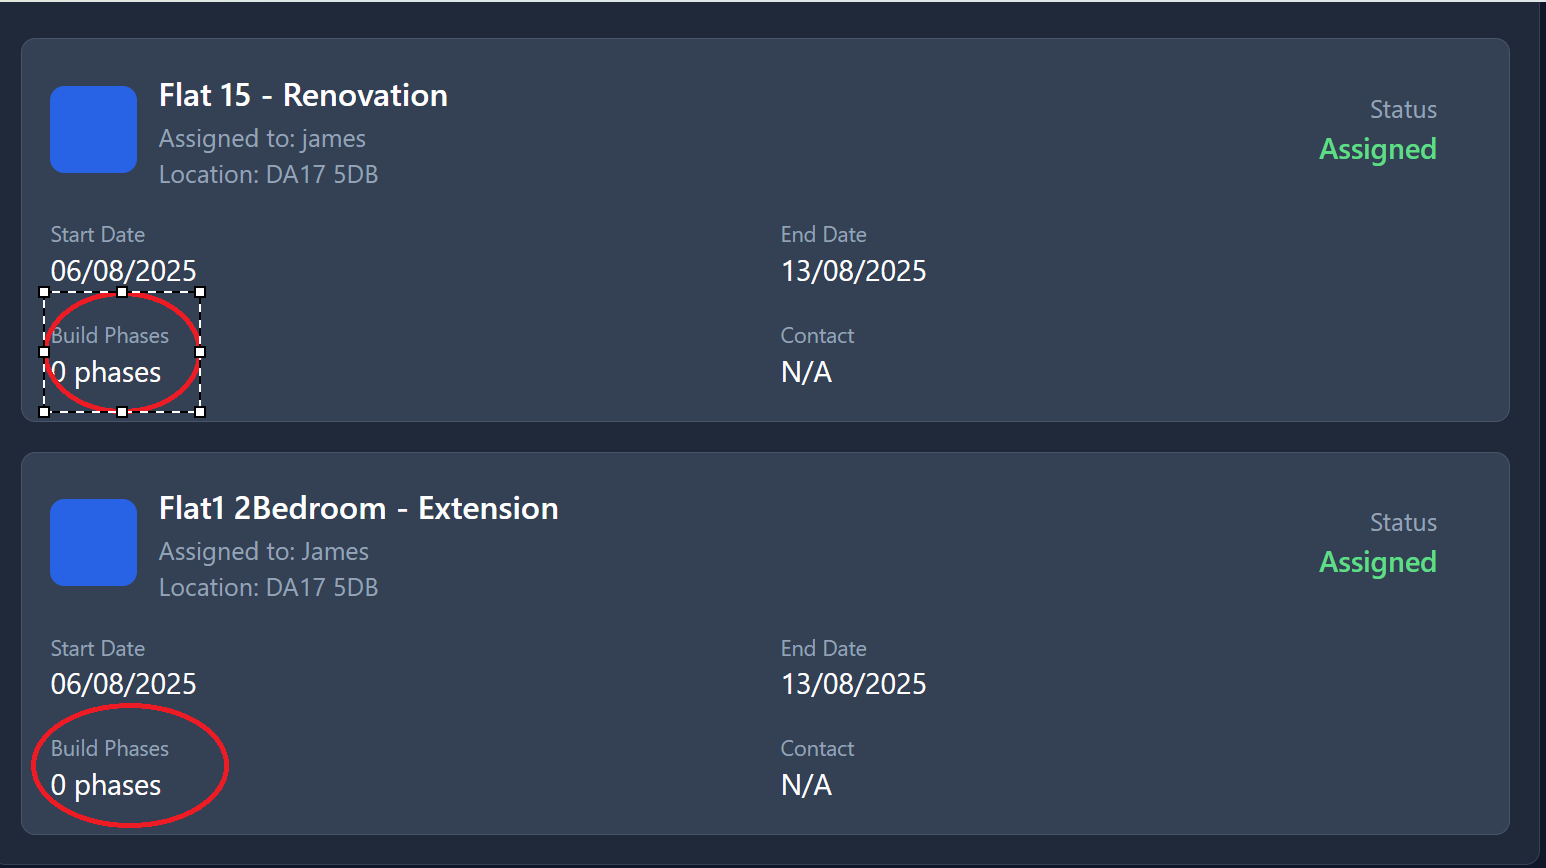 Flat 15 - Renovation
Assigned to: james
Location: DA17 5DB
Status
Assigned
Start Date
06/08/2025
End Date
13/08/2025
Build Phases
0 phases
Contact
N/A
Flat1 2Bedroom - Extension
Assigned to: James
Location: DA17 5DB
Status
Assigned
Start Date
06/08/2025
End Date
13/08/2025
Build Phases
0 phases
Contact
N/A